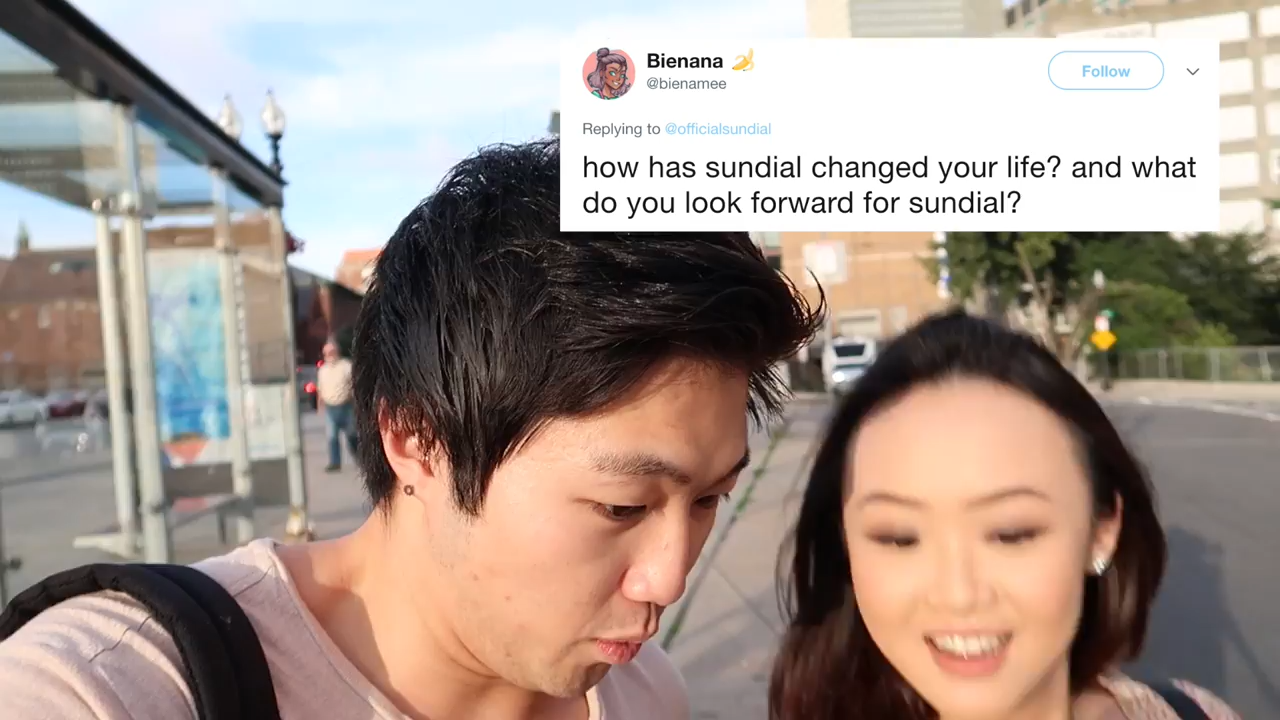 Bienana 🍌
@bienamee
Follow
Replying to @officialsundial
how has sundial changed your life? and what
do you look forward for sundial?